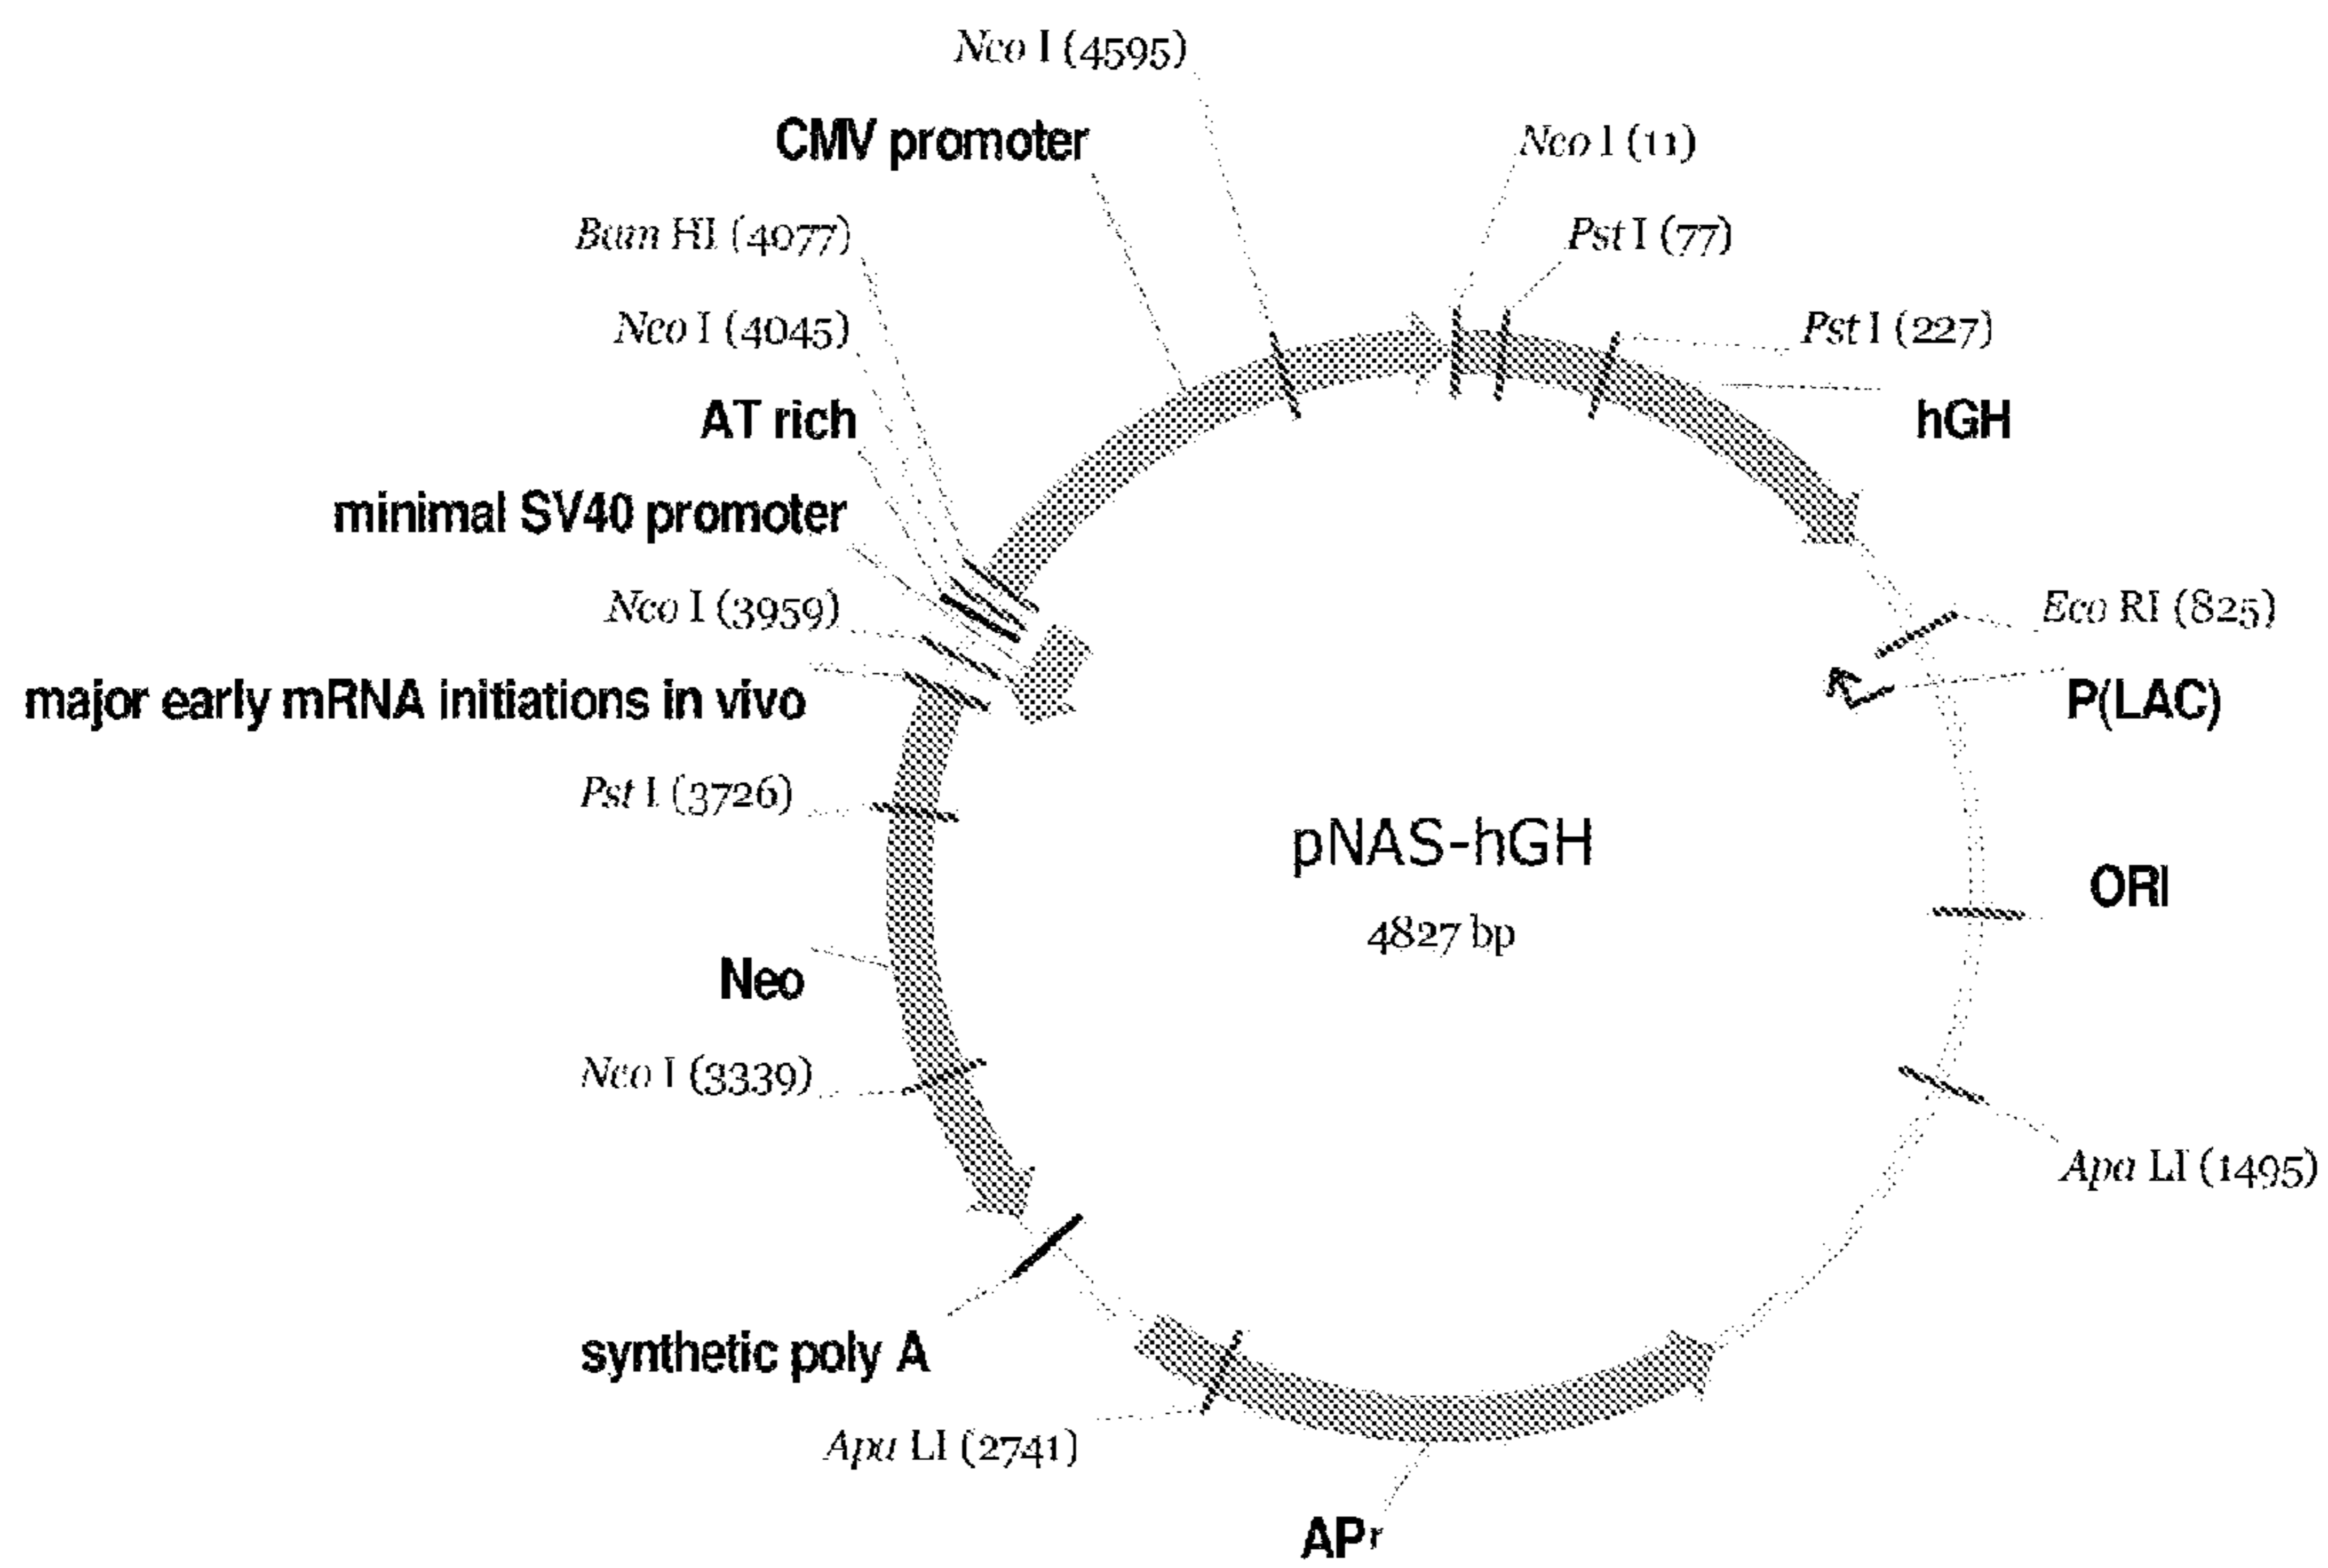 Nco I (4595)
CMV promoter
Nco I (11)
Bam HI (4077)
Pst I (77)
Nco I (4045)
Pst I (227)
AT rich
hGH
minimal SV40 promoter
Nco I (3959)
Eco RI (825)
major early mRNA initiations in vivo
P(LAC)
Pst I (3726)
pNAS-hGH
ORI
4827 bp
Neo
Nco I (3339)
Apa LI (1495)
synthetic poly A
Apa LI (2741)
APr